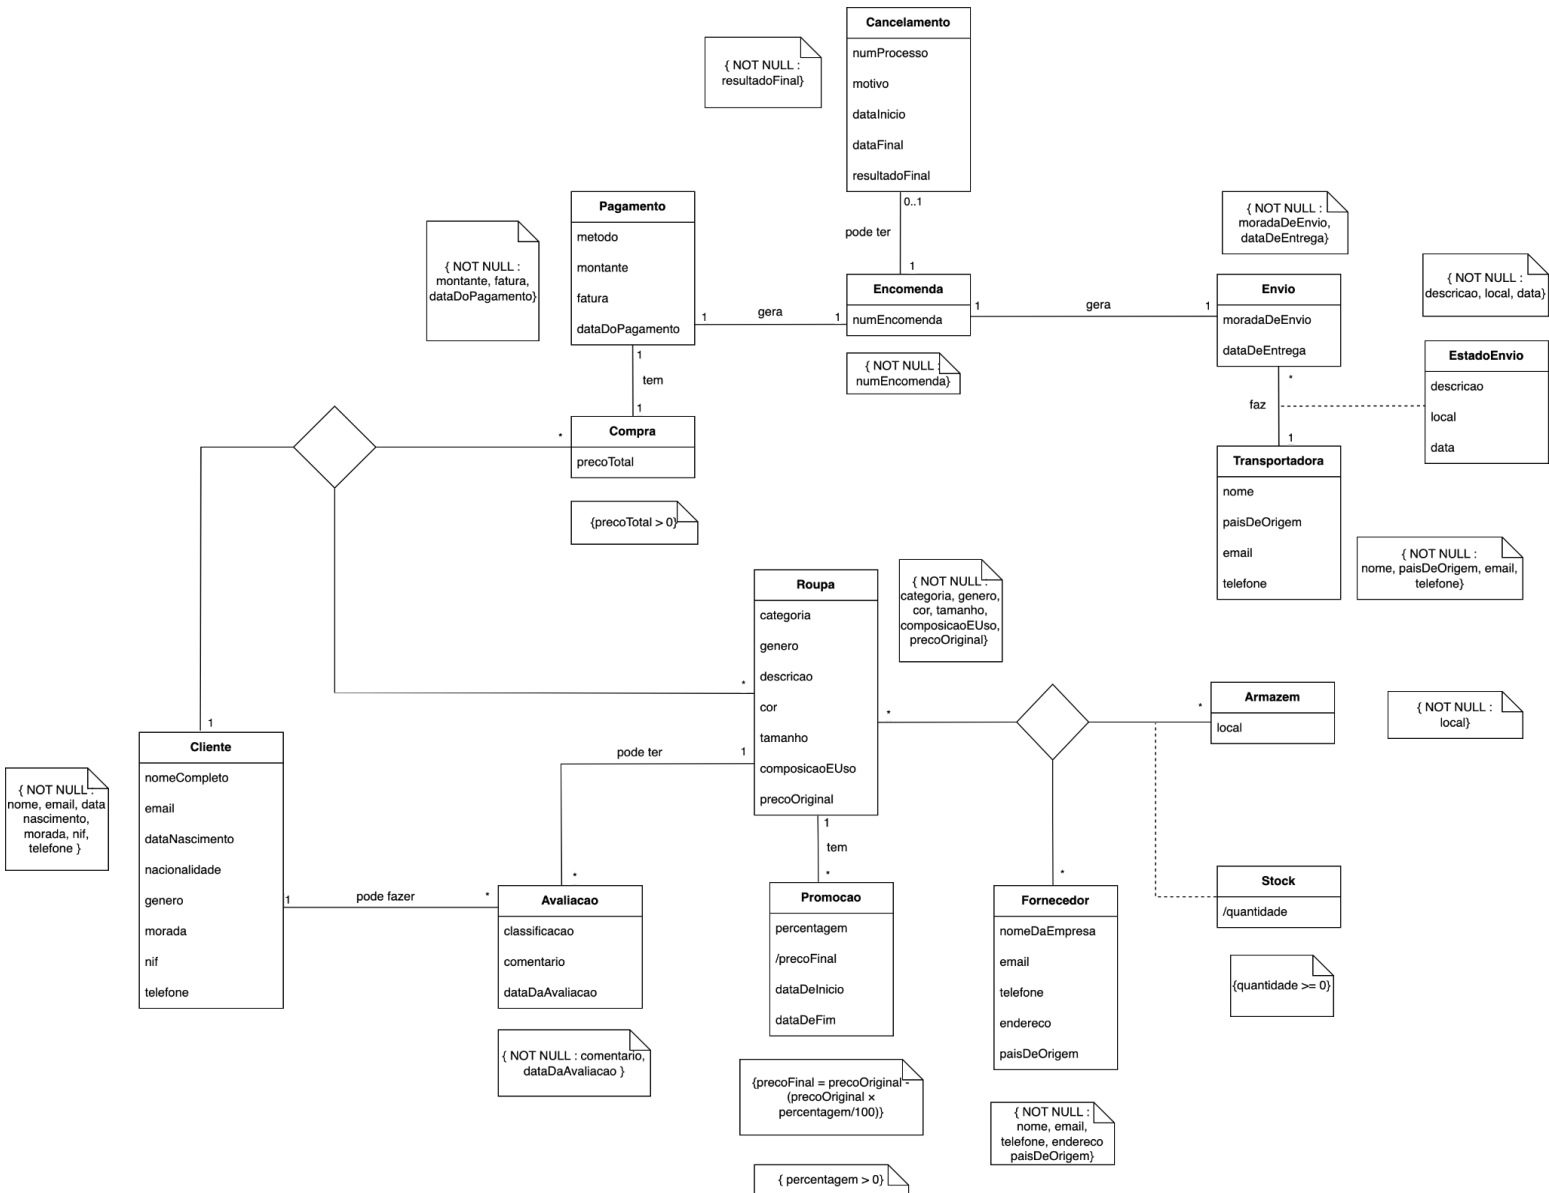 Cancelamento
numProcesso
motivo
dataInicio
dataFinal
resultadoFinal
{ NOT NULL :
resultadoFinal}
0..1
pode ter
1
Pagamento
metodo
montante
fatura
dataDoPagamento
{ NOT NULL :
montante, fatura,
dataDoPagamento}
1
gera
1
Encomenda
numEncomenda
{ NOT NULL :
numEncomenda}
1
gera
1
Envio
moradaDeEnvio
dataDeEntrega
{ NOT NULL :
moradaDeEnvio,
dataDeEntrega}
{ NOT NULL :
descricao, local, data}
EstadoEnvio
descricao
local
data
*
faz
1
Transportadora
nome
paisDeOrigem
email
telefone
{ NOT NULL :
nome, paisDeOrigem, email,
telefone}
1
tem
1
Compra
precoTotal
*
{precoTotal > 0}
Roupa
categoria
genero
descricao
cor
tamanho
composicaoEUso
precoOriginal
{ NOT NULL :
categoria, genero,
cor, tamanho,
composicaoEUso,
precoOriginal}
*
*
*
Armazem
local
{ NOT NULL :
local}
1
Cliente
nomeCompleto
email
dataNascimento
nacionalidade
genero
morada
nif
telefone
{ NOT NULL :
nome, email, data
nascimento,
morada, nif,
telefone }
pode ter
1
*
1
pode fazer
*
Avaliacao
classificacao
comentario
dataDaAvaliacao
{ NOT NULL : comentario,
dataDaAvaliacao }
1
tem
*
Promocao
percentagem
/precoFinal
dataDeInicio
dataDeFim
{precoFinal = precoOriginal -
(precoOriginal ×
percentagem/100)}
{ percentagem > 0}
*
Fornecedor
nomeDaEmpresa
email
telefone
endereco
paisDeOrigem
{ NOT NULL :
nome, email,
telefone, endereco
paisDeOrigem}
Stock
/quantidade
{quantidade >= 0}